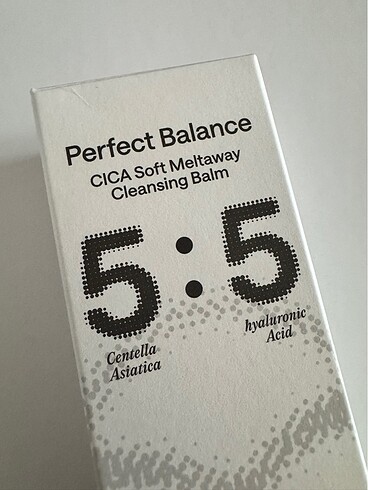 Perfect Balance
CICA Soft Meltaway
Cleansing Balm
5:5
Centella
Asiatica
hyaluronic
Acid